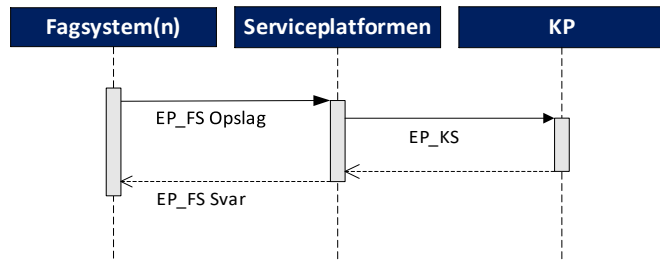 Fagsystem(n)
Serviceplatformen
KP
EP_FS Opslag
EP_KS
EP_FS Svar